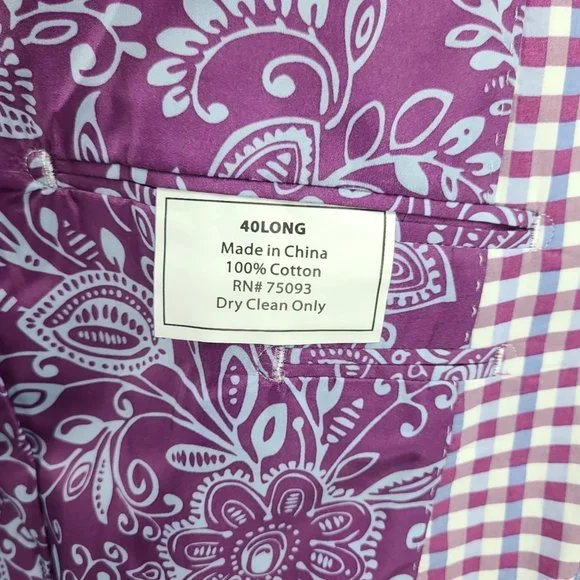 40LONG
Made in China
100% Cotton
RN# 75093
Dry Clean Only